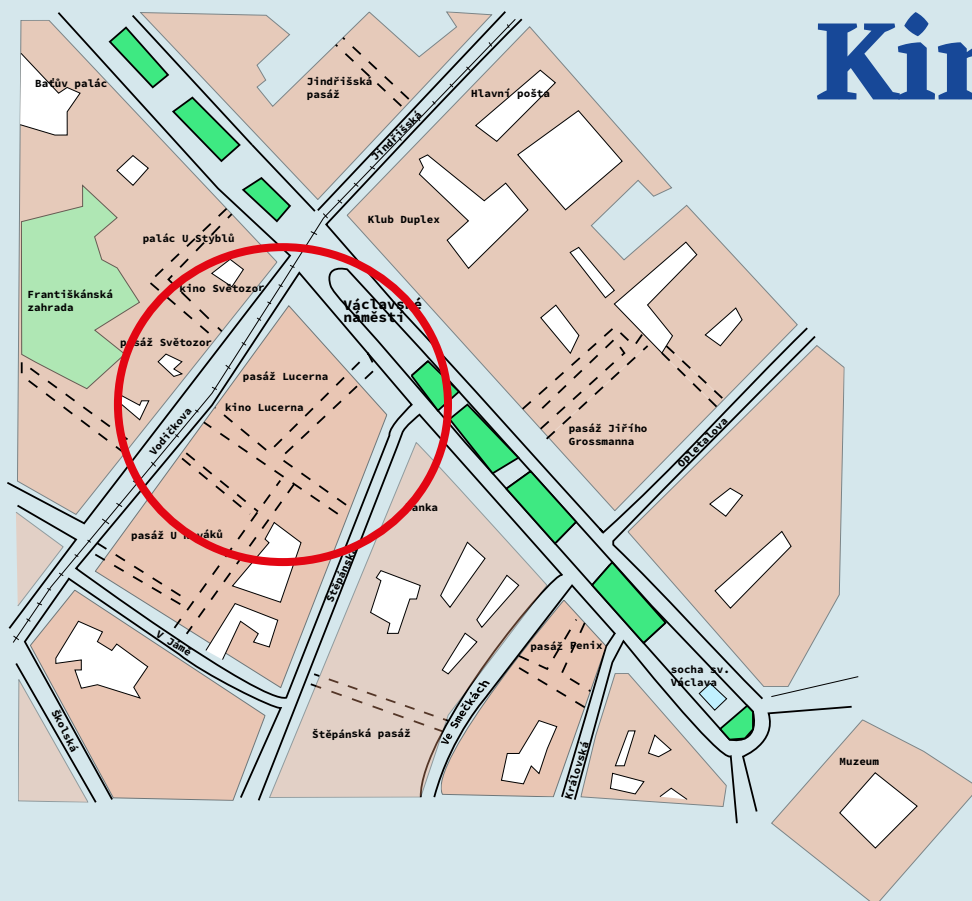 Kin
Baťův palác
Jindřišská
pasáž
Hlavní pošta
Jindřišská
Klub Duplex
palác U Stýblů
kino Světozor
Františkánská
zahrada
Václavské
náměstí
pasáž Světozor
pasáž Lucerna
kino Lucerna
Vodičkova
pasáž Jiřího
Grossmanna
Opletalova
pasáž U Nováků
Štěpánská
V Jámě
pasáž Fenix
socha sv.
Václava
Ve Smečkách
Školská
Štěpánská pasáž
Královská
Muzeum